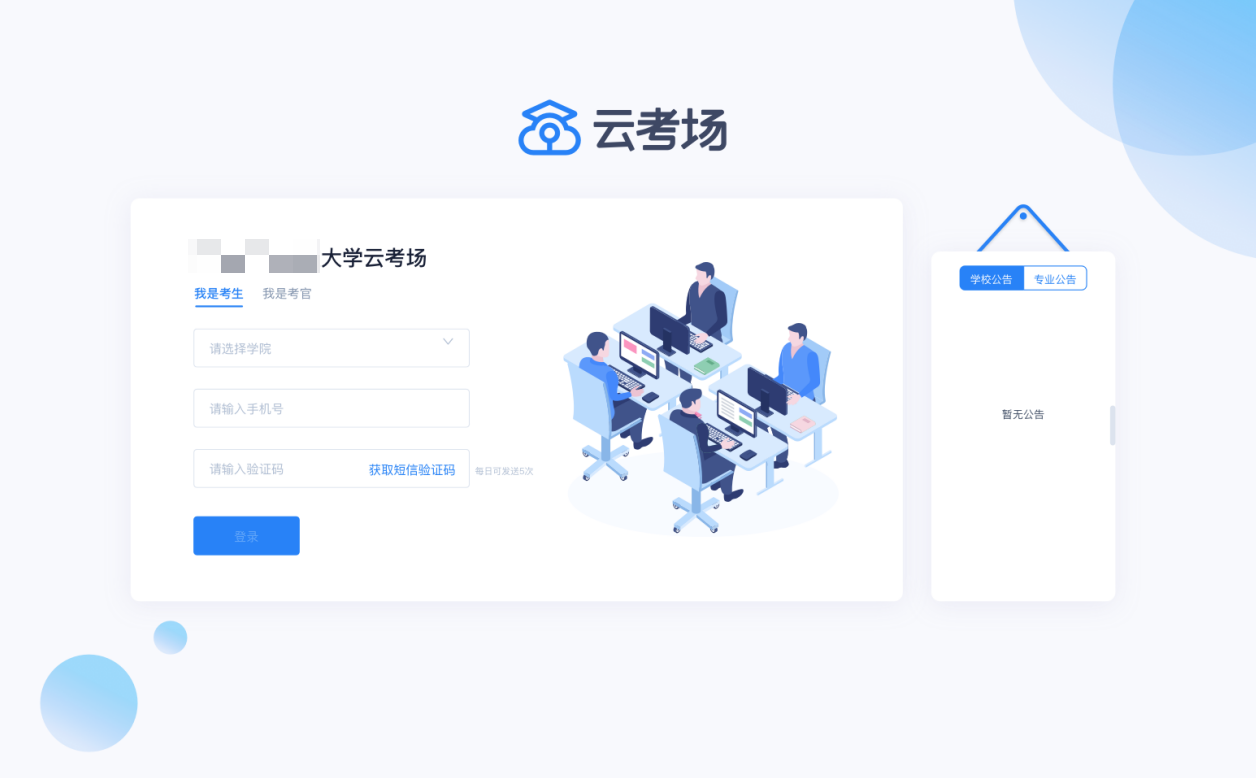 云考场
大学云考场
我是考生 我是考官
请选择学院
请输入手机号
请输入验证码 获取短信验证码 每日可发送5次
登录
学校公告 专业公告
暂无公告